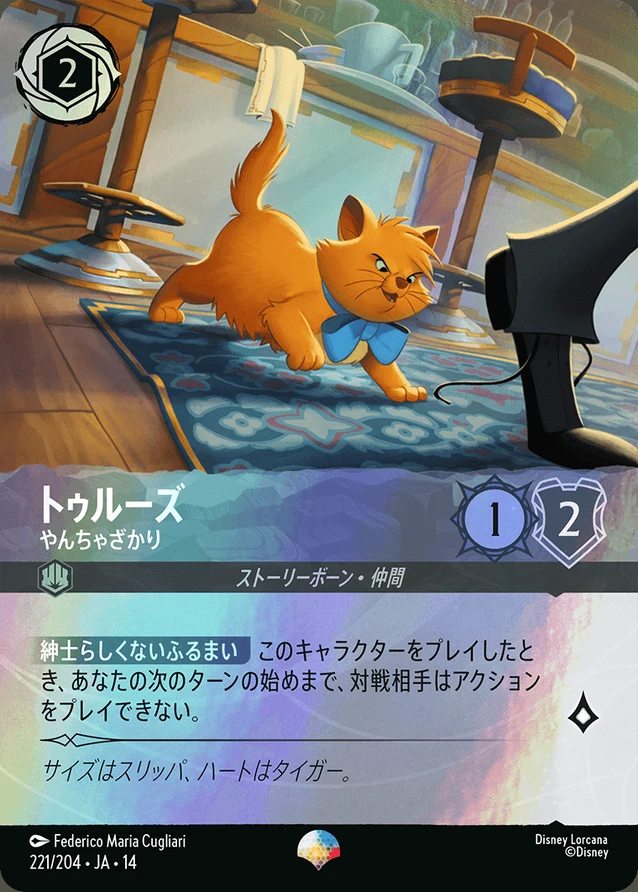 2
トゥルーズ
やんちゃざかり
1
2
ストーリーボーン・仲間
紳士らしくないふるまい このキャラクターをプレイしたと
き、あなたの次のターンの始めまで、対戦相手はアクション
をプレイできない。
サイズはスリッパ、ハートはタイガー。
Federico Maria Cugliari
221/204・JA・14
Disney Lorcana
©Disney